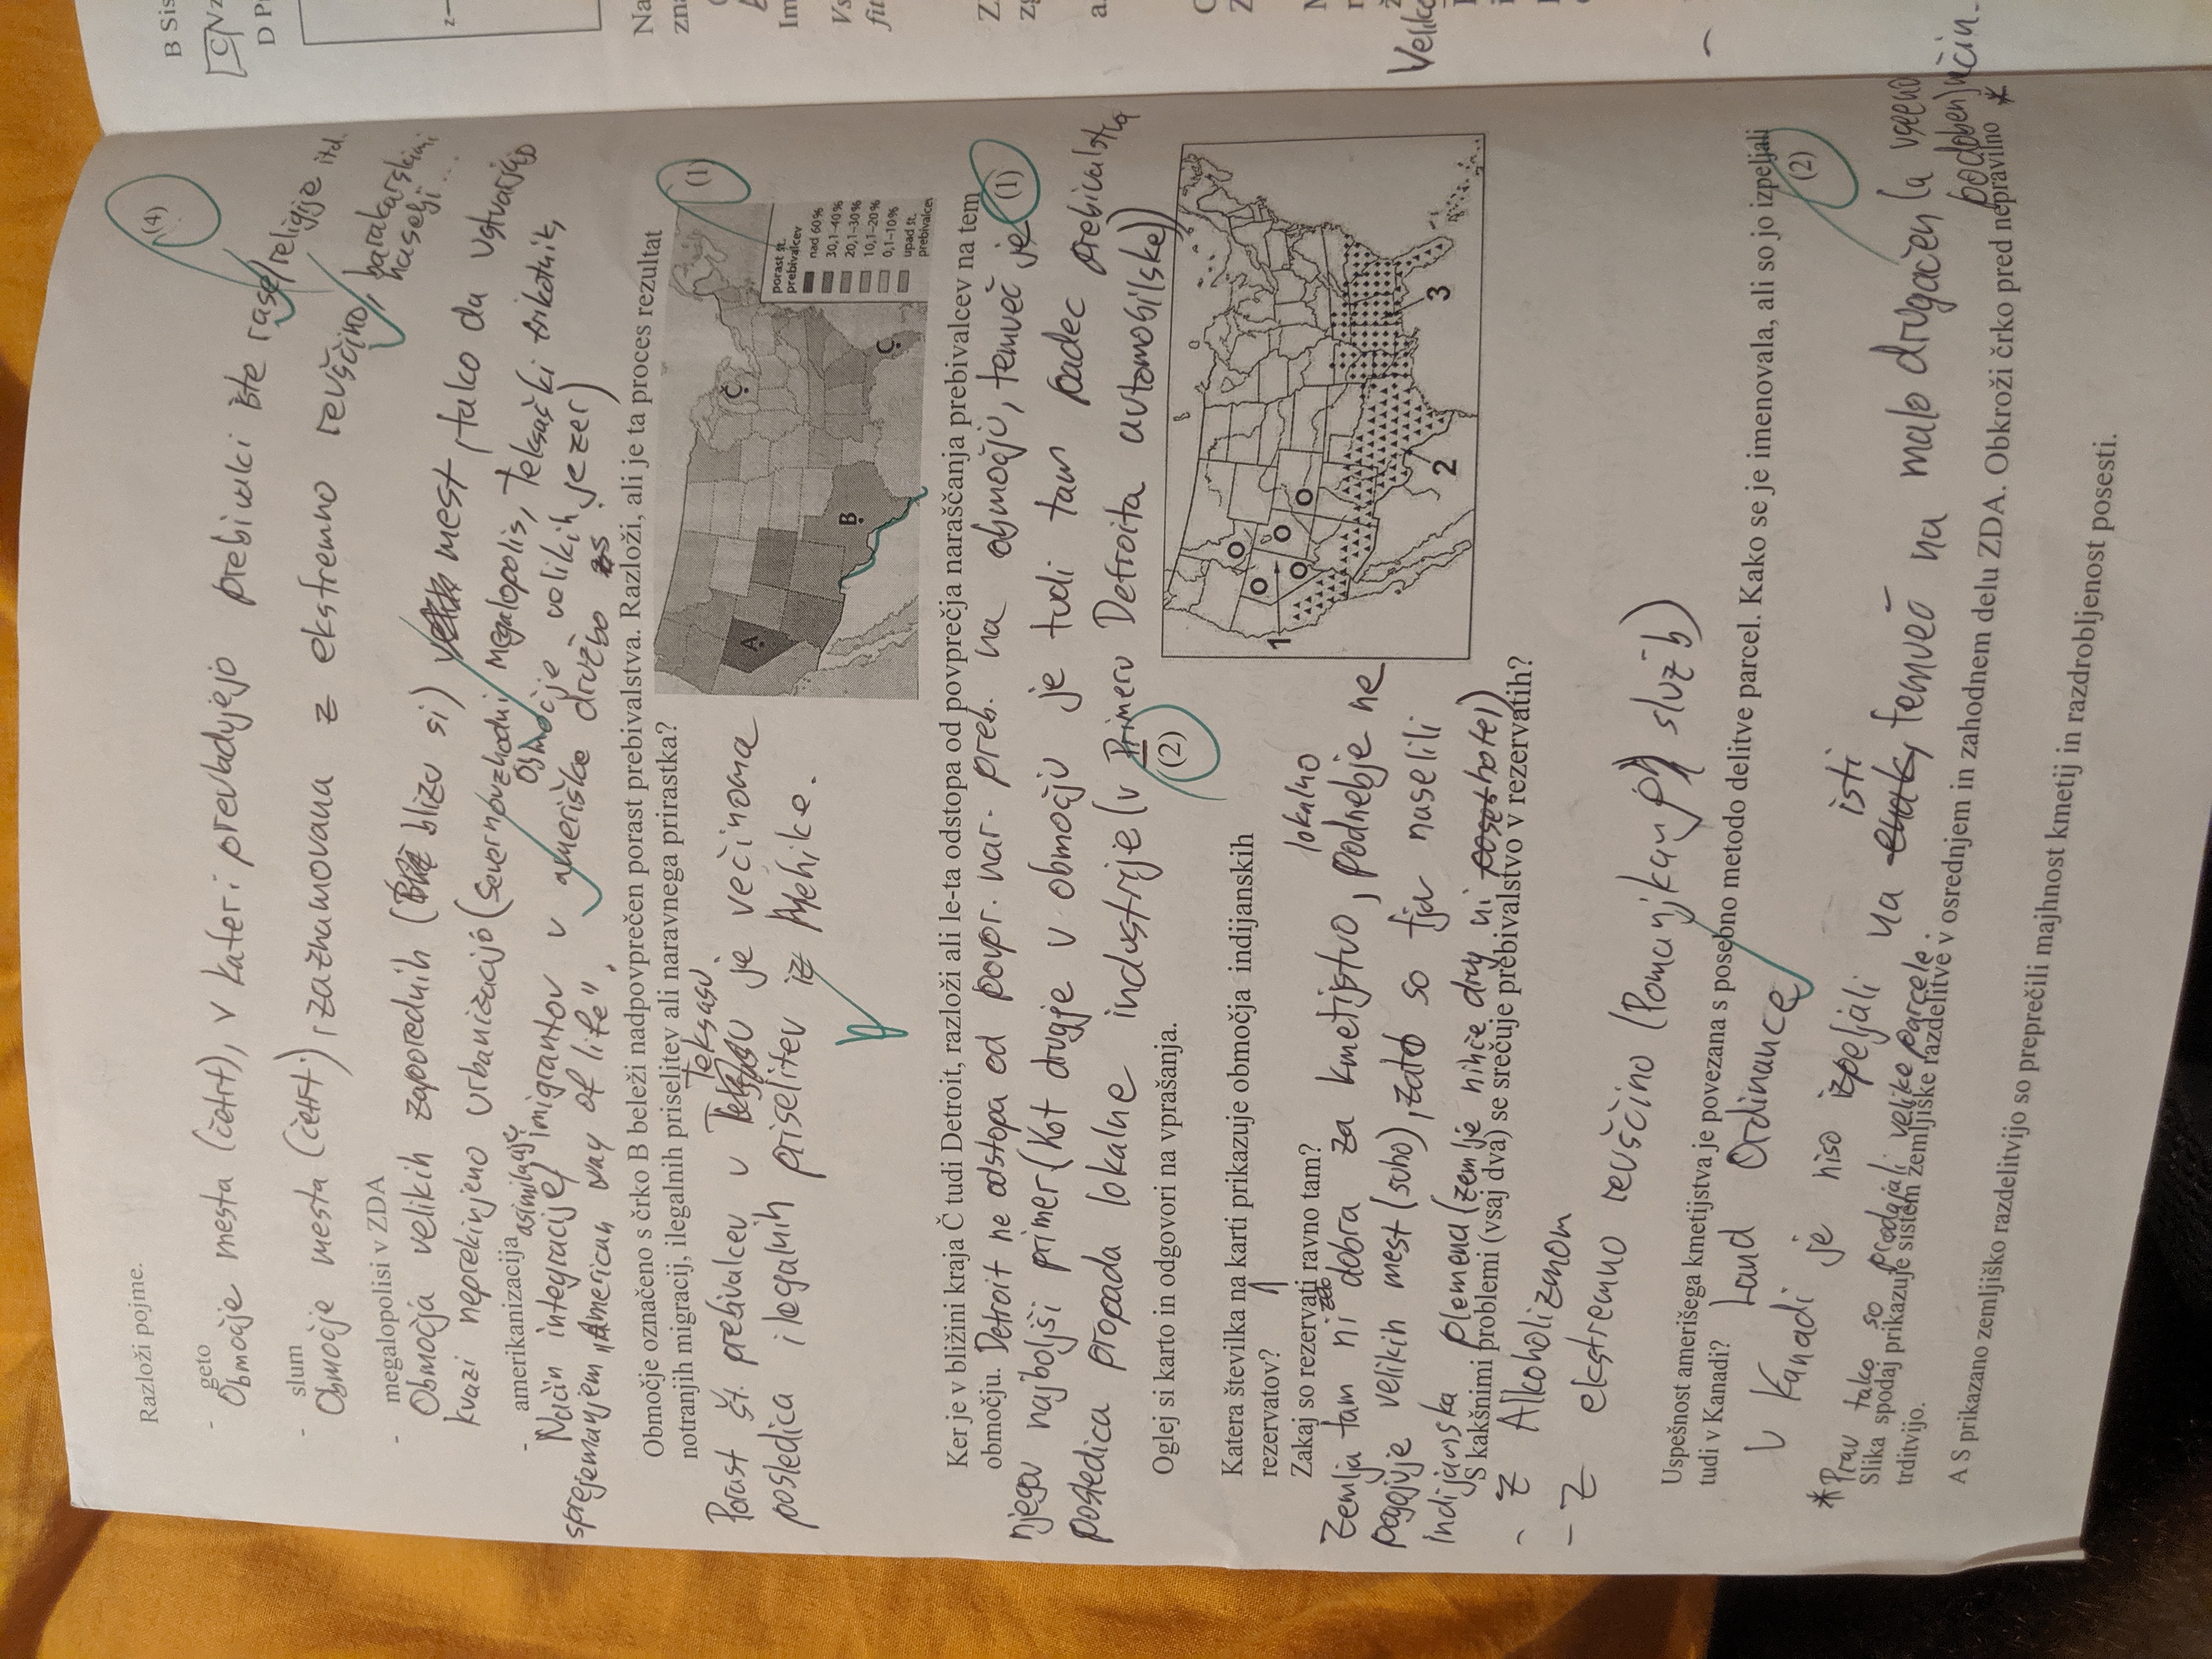 Razloži pojme.
(4)
- geto
Območje mesta (četrt), v kateri prevladujejo prebivalci iste rase/religije itd.
- slum
Območje mesta (četrt), zaznamovana z ekstremno revščino, barakarskimi
naselji...
- megalopolisi v ZDA
Območja velikih zaporednih (blizu si) mest, tako da ustvarjajo
kvazi neprekinjeno urbanizacijo (severnovzhodni megalopolis, Teksaški trikotnik,
Območje velikih jezer)
- amerikanizacija
Način integracije/asimilacije imigrantov v ameriško družbo s
sprejemanjem „American way of life".
Območje označeno s črko B beleži nadpovprečen porast prebivalstva. Razloži, ali je ta proces rezultat
notranjih migracij, ilegalnih priselitev ali naravnega prirastka?
(1)
Porast št. prebivalcev v Teksasu je večinoma
posledica ilegalnih priselitev iz Mehike.
A
B
Č
C
porast št.
prebivalcev
nad 60%
30,1–40%
20,1–30%
10,1–20%
0,1–10%
upad št.
prebivalcev
Ker je v bližini kraja Č tudi Detroit, razloži ali le-ta odstopa od povprečja naraščanja prebivalcev na tem
območju. Detroit ne odstopa od povpr. nar. preb. na območju, temveč je
(1)
njegov najboljši primer (Kot drugje v območju je tudi tam padec prebivalstva
posledica propada lokalne industrije (v Primeru Detroita avtomobilske))
Oglej si karto in odgovori na vprašanja.
(2)
Katera številka na karti prikazuje območja indijanskih
rezervatov? 1
Zakaj so rezervati ravno tam?
Zemlja tam ni zelo dobra za kmetijstvo, lokalno podnebje ne
pogojuje velikih mest (suho), zato so tja naselili
Indijanska plemena (zemlje nihče drug ni hotel)
1
2
3
S kakšnimi problemi (vsaj dva) se srečuje prebivalstvo v rezervatih?
- Z Alkoholizmom
- Z ekstremno revščino (Pomanjkanje služb)
Uspešnost amerišega kmetijstva je povezana s posebno metodo delitve parcel. Kako se je imenovala, ali so jo izpeljali
tudi v Kanadi? Land Ordinance
(2)
V Kanadi je niso izpeljali na isti temveč na malo drugačen (a vseeno
podoben) način.
*
* Prav tako so prodajali velike parcele.
Slika spodaj prikazuje sistem zemljiške razdelitve v osrednjem in zahodnem delu ZDA. Obkroži črko pred nepravilno
trditvijo.
A S prikazano zemljiško razdelitvijo so preprečili majhnost kmetij in razdrobljenost posesti.
B Sis
C Vz
D P
z
Na
zna
Im
Vs
fit
Z
zg
a.
Velik